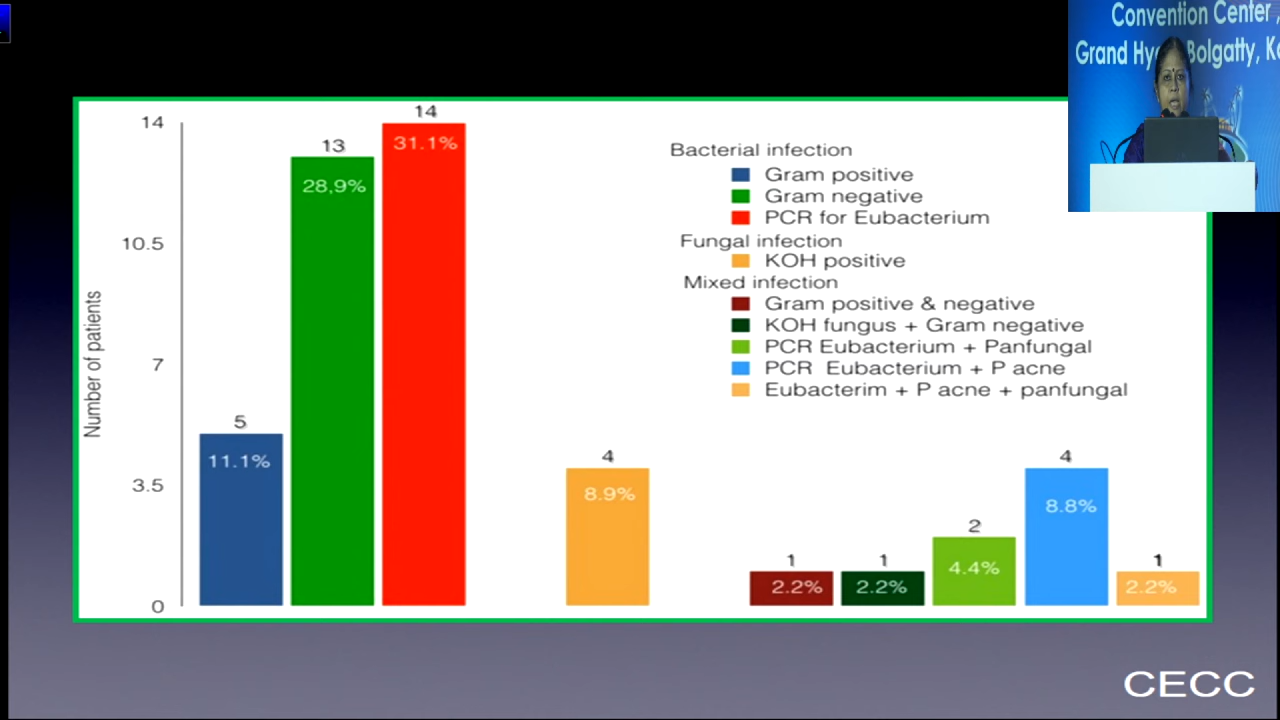 Convention Center ,
Grand Hy Bolgatty,
14
10.5
7
3.5
0
Number of patients
5
11.1%
13
28,9%
14
31.1%
4
8.9%
1
2.2%
1
2.2%
2
4.4%
4
8.8%
1
2.2%
Bacterial infection
Gram positive
Gram negative
PCR for Eubacterium
Fungal infection
KOH positive
Mixed infection
Gram positive & negative
KOH fungus + Gram negative
PCR Eubacterium + Panfungal
PCR Eubacterium + P acne
Eubacterim + P acne + panfungal
CECC